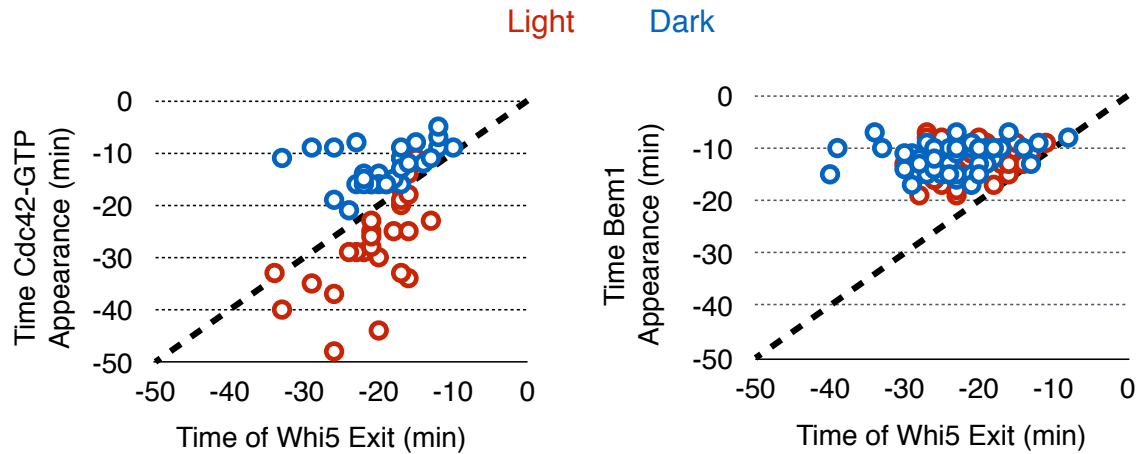 Light Dark
Time Cdc42-GTP
Appearance (min)
0
-10
-20
-30
-40
-50
-50 -40 -30 -20 -10 0
Time of Whi5 Exit (min)
Time Bem1
Appearance (min)
0
-10
-20
-30
-40
-50
-50 -40 -30 -20 -10 0
Time of Whi5 Exit (min)